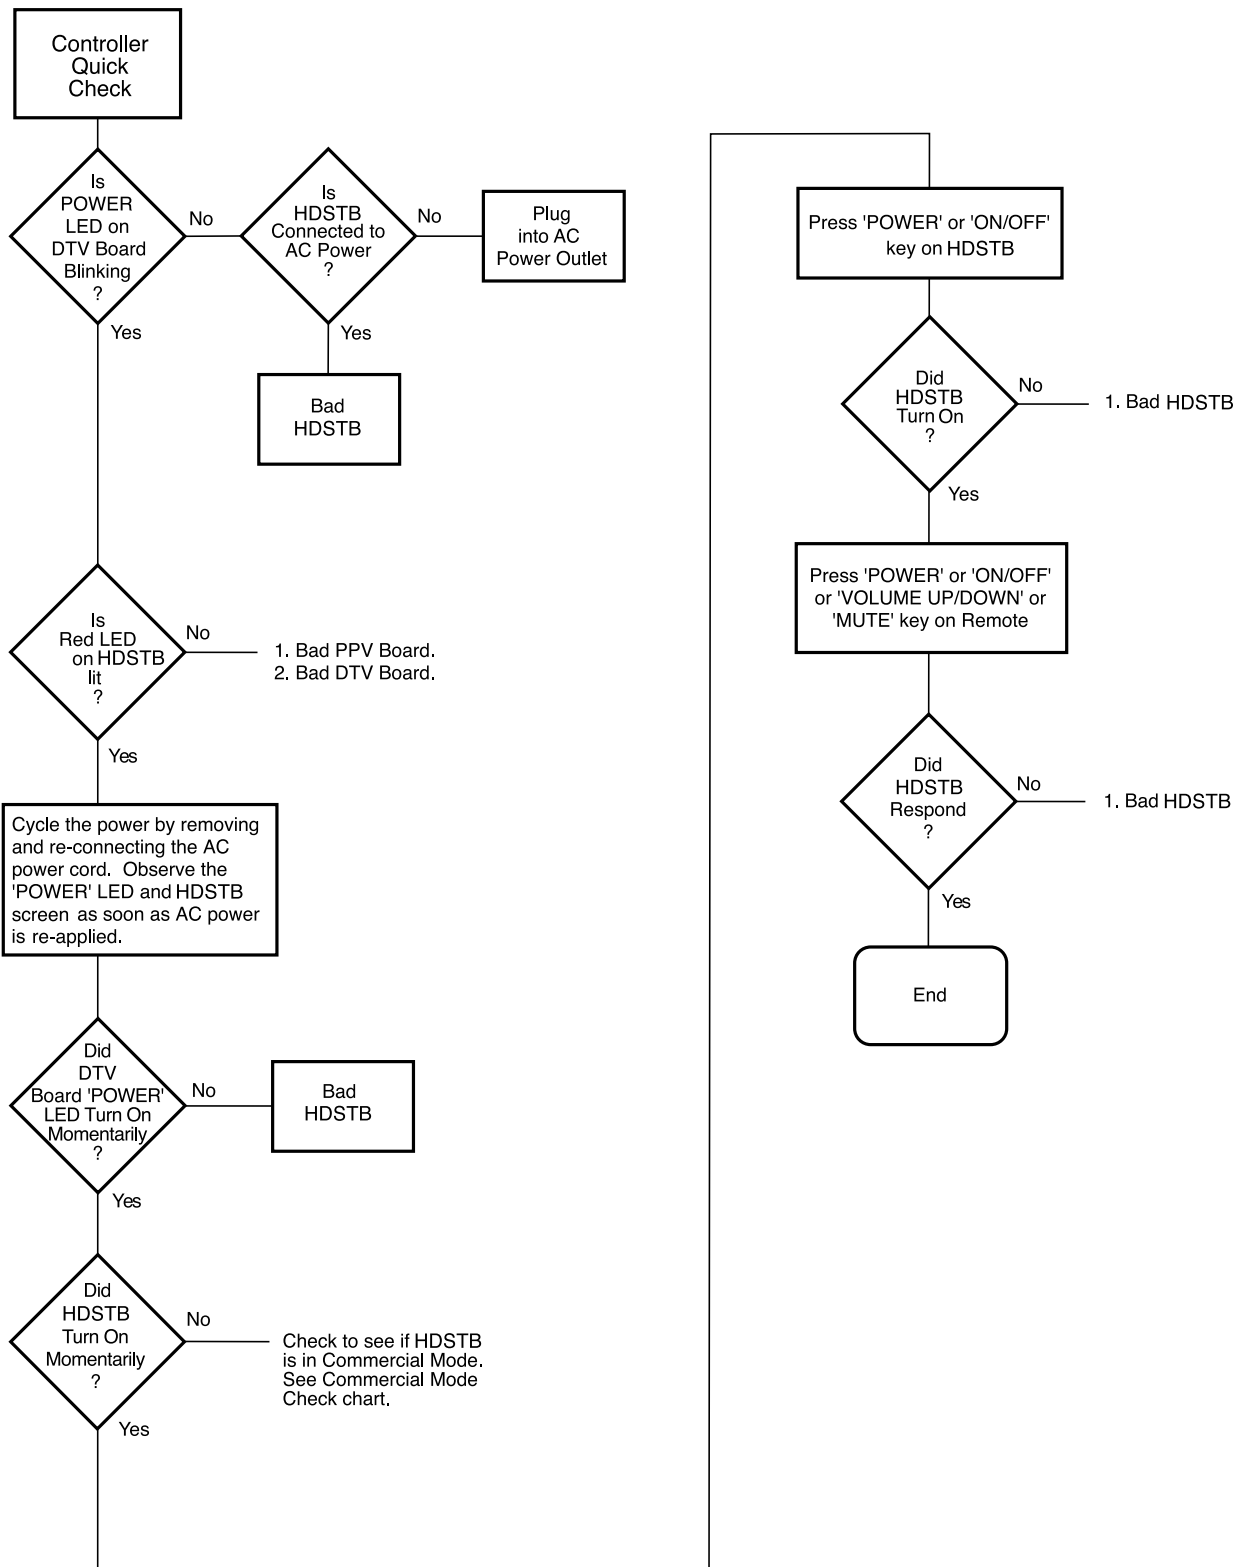 Controller
Quick
Check
Is
POWER
LED on
DTV Board
Blinking
?
No
Is
HDSTB
Connected to
AC Power
?
No
Plug
into AC
Power Outlet
Yes
Yes
Bad
HDSTB
Is
Red LED
on HDSTB
lit
?
No
1. Bad PPV Board.
2. Bad DTV Board.
Yes
Cycle the power by removing
and re-connecting the AC
power cord. Observe the
'POWER' LED and HDSTB
screen as soon as AC power
is re-applied.
Did
DTV
Board 'POWER'
LED Turn On
Momentarily
?
No
Bad
HDSTB
Yes
Did
HDSTB
Turn On
Momentarily
?
No
Check to see if HDSTB
is in Commercial Mode.
See Commercial Mode
Check chart.
Yes
Press 'POWER' or 'ON/OFF'
key on HDSTB
Did
HDSTB
Turn On
?
No
1. Bad HDSTB
Yes
Press 'POWER' or 'ON/OFF'
or 'VOLUME UP/DOWN' or
'MUTE' key on Remote
Did
HDSTB
Respond
?
No
1. Bad HDSTB
Yes
End